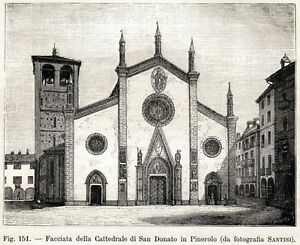 Fig. 151. — Facciata della Cattedrale di San Donato in Pinerolo (da fotografia SANTINI).